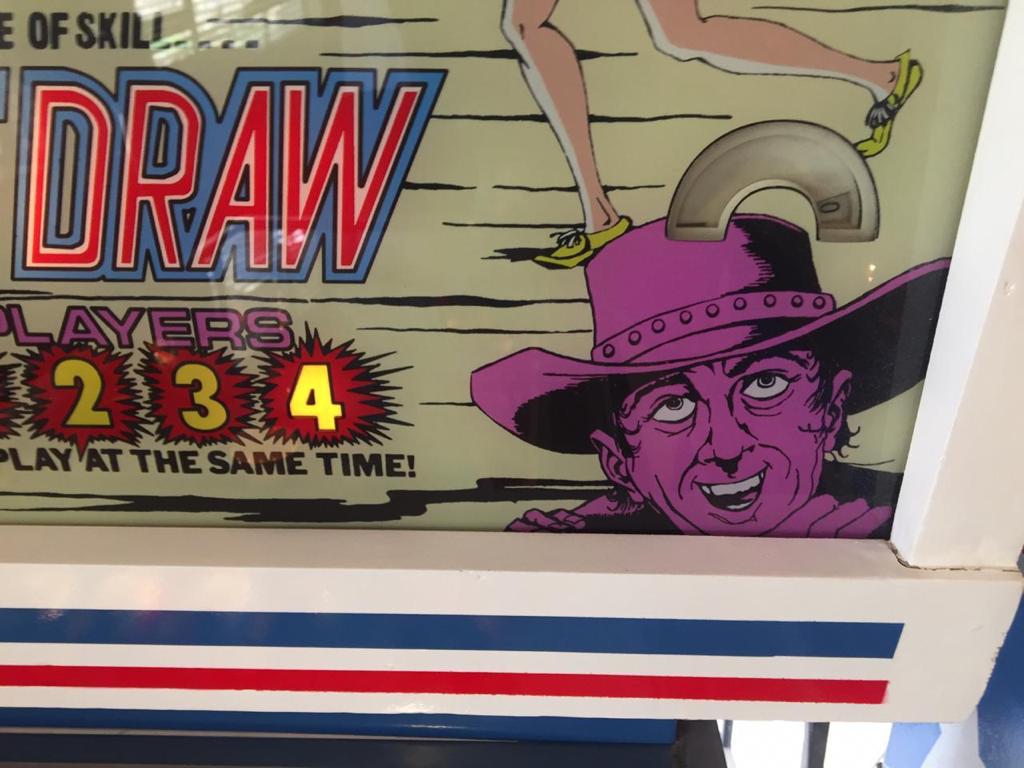 E OF SKILL.....
DRAW
PLAYERS
2 3 4
PLAY AT THE SAME TIME!